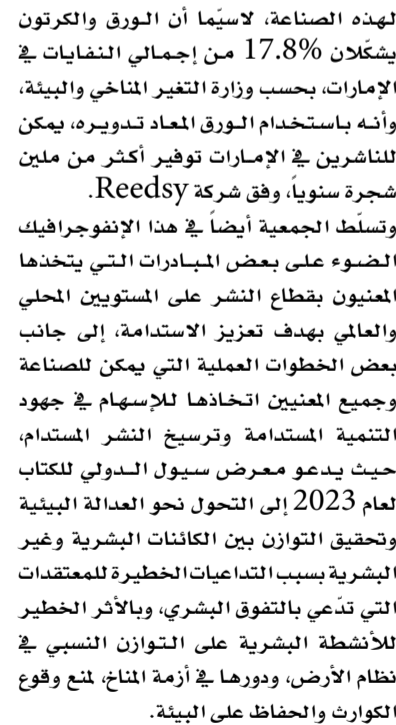 لهذه الصناعة، لاسيّما أن الورق والكرتون
يشكّلان 17.8% من إجمالي النفايات في
الإمارات، بحسب وزارة التغير المناخي والبيئة،
وأنه باستخدام الورق المعاد تدويره، يمكن
للناشرين في الإمارات توفير أكثر من ملين
شجرة سنوياً، وفق شركة Reedsy.
وتسلّط الجمعية أيضاً في هذا الإنفوجرافيك
الضوء على بعض المبادرات التي يتخذها
المعنيون بقطاع النشر على المستويين المحلي
والعالمي بهدف تعزيز الاستدامة، إلى جانب
بعض الخطوات العملية التي يمكن للصناعة
وجميع المعنيين اتخاذها للإسهام في جهود
التنمية المستدامة وترسيخ النشر المستدام،
حيث يدعو معرض سيول الدولي للكتاب
لعام 2023 إلى التحول نحو العدالة البيئية
وتحقيق التوازن بين الكائنات البشرية وغير
البشرية بسبب التداعيات الخطيرة للمعتقدات
التي تدّعي بالتفوق البشري، وبالأثر الخطير
للأنشطة البشرية على التوازن النسبي في
نظام الأرض، ودورها في أزمة المناخ، لمنع وقوع
الكوارث والحفاظ على البيئة.